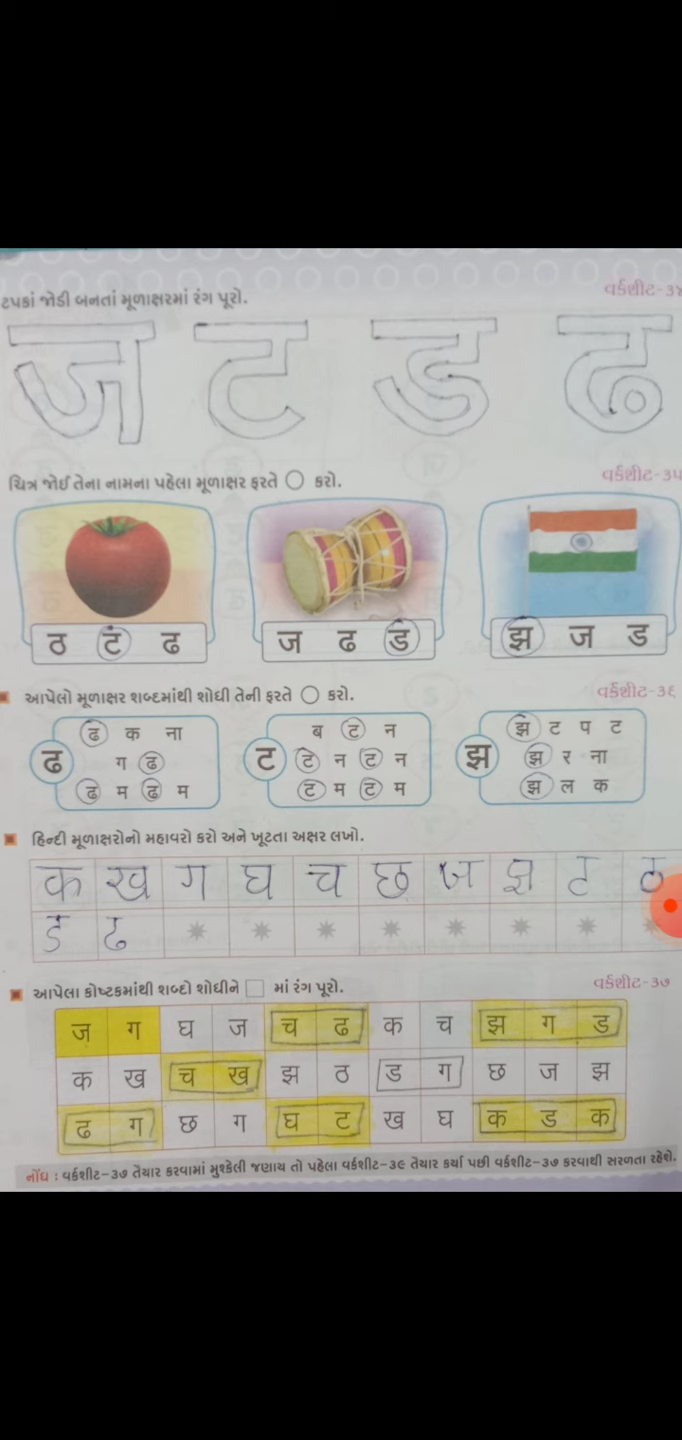 ટપકાં જોડી બનતાં મૂળાક્ષરમાં રંગ પૂરો. વર્કશીટ-૩૪
ज ट ड ढ
ચિત્ર જોઈ તેના નામના પહેલા મૂળાક્ષર ફરતે ○ કરો. વર્કશીટ-૩૫
ठ ट ढ ज ढ ड झ ज ड
આપેલો મૂળાક્ષર શબ્દમાંથી શોધી તેની ફરતે ○ કરો. વર્કશીટ-૩૬
ढ क ना ब ट न झ ट प ट
ढ ग ढ ट ट न ट न झ झ र ना
ढ म ढ म ट म ट म झ ल क
હિન્દી મૂળાક્ષરોનો મહાવરો કરો અને ખૂટતા અક્ષર લખો.
क ख ग घ च छ ज झ ट ठ
ड ढ
આપેલા કોષ્ટકમાંથી શબ્દો શોધીને □ માં રંગ પૂરો. વર્કશીટ-૩૭
ज ग घ ज च ढ क च झ ग ड
क ख च ख झ ठ ड ग छ ज झ
ढ ग छ ग घ ट ख घ क ड क
નોંધ : વર્કશીટ-૩૭ તૈયાર કરવામાં મુશ્કેલી જણાય તો પહેલા વર્કશીટ-૩૯ તૈયાર કર્યા પછી વર્કશીટ-૩૭ કરવાથી સરળતા રહેશે.